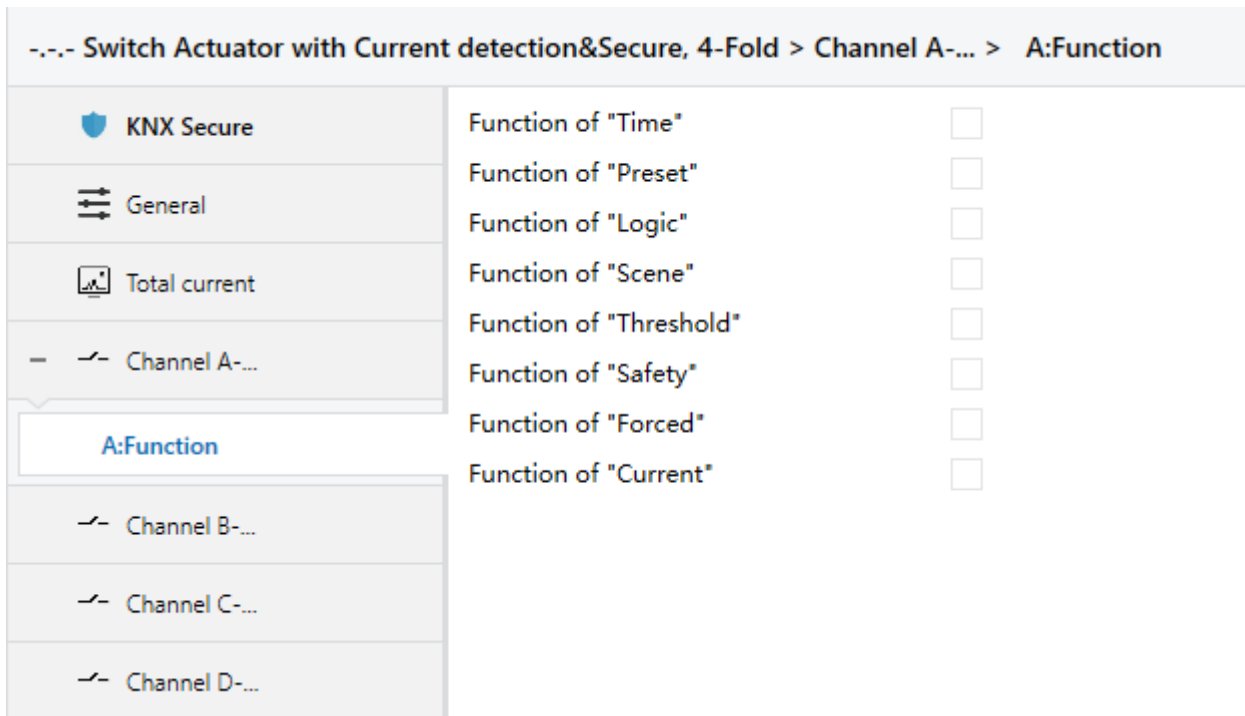 -.-.- Switch Actuator with Current detection&Secure, 4-Fold > Channel A-... > A:Function
KNX Secure
General
Total current
Channel A-...
A:Function
Channel B-...
Channel C-...
Channel D-...
Function of "Time"
Function of "Preset"
Function of "Logic"
Function of "Scene"
Function of "Threshold"
Function of "Safety"
Function of "Forced"
Function of "Current"